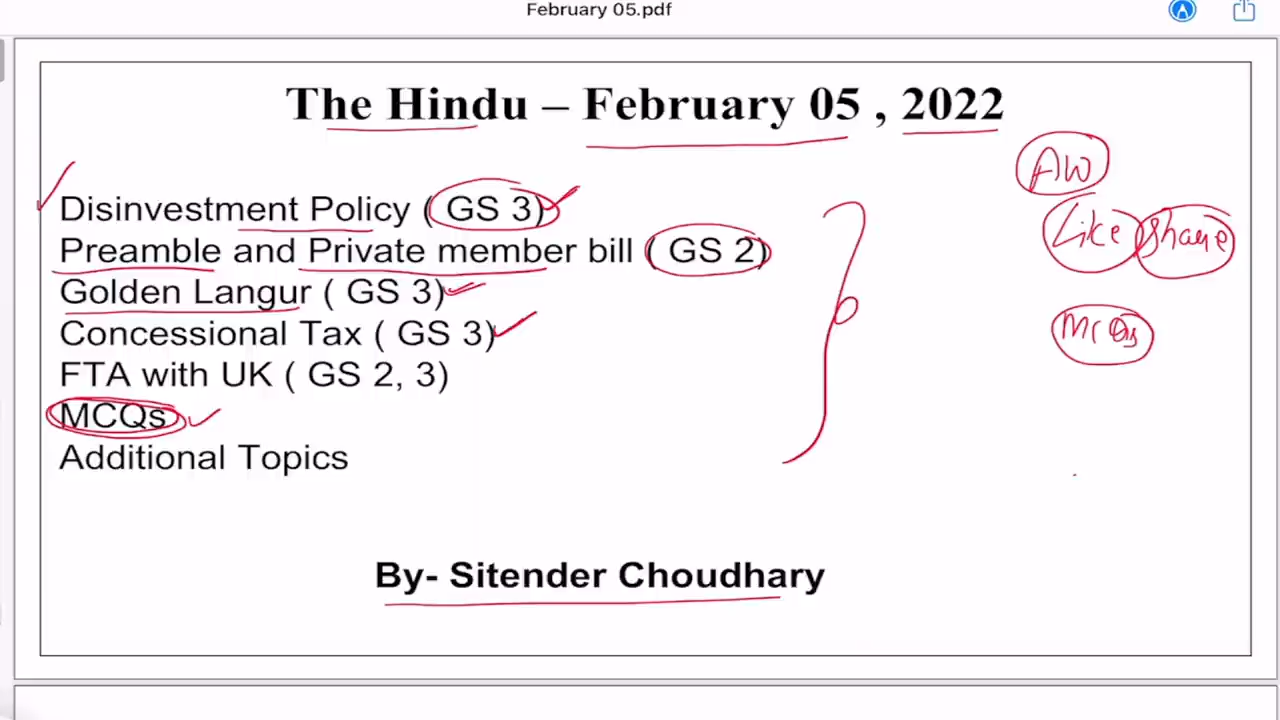 February 05.pdf
The Hindu – February 05 , 2022
AW
Disinvestment Policy ( GS 3)
Like Share
Preamble and Private member bill ( GS 2)
Golden Langur ( GS 3)
Concessional Tax ( GS 3)
MCQs
FTA with UK ( GS 2, 3)
MCQs
Additional Topics
By- Sitender Choudhary